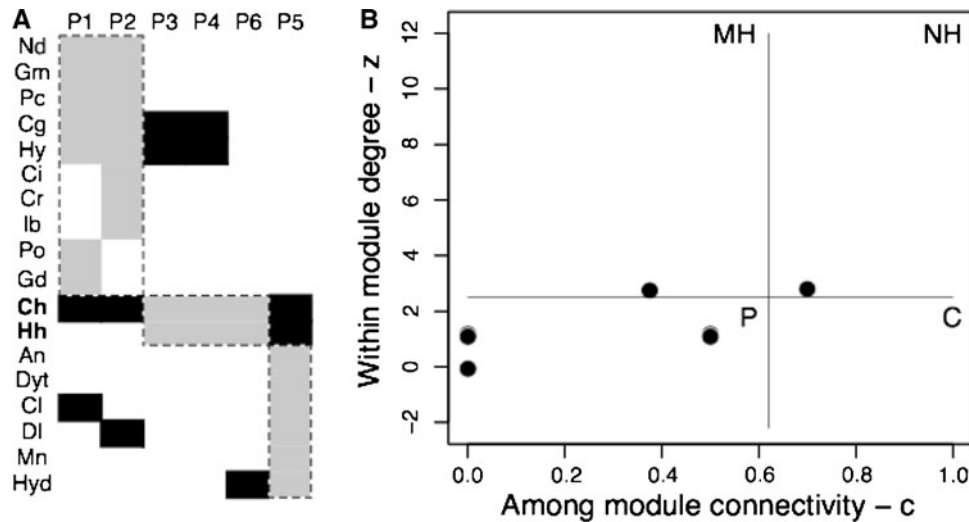 A
P1 P2 P3 P4 P6 P5
Nd
Grn
Pc
Cg
Hy
Ci
Cr
Ib
Po
Gd
Ch
Hh
An
Dyt
Cl
Dl
Mn
Hyd
B
MH
NH
P
C
Within module degree – z
12
10
8
6
4
2
0
-2
0.0 0.2 0.4 0.6 0.8 1.0
Among module connectivity – c